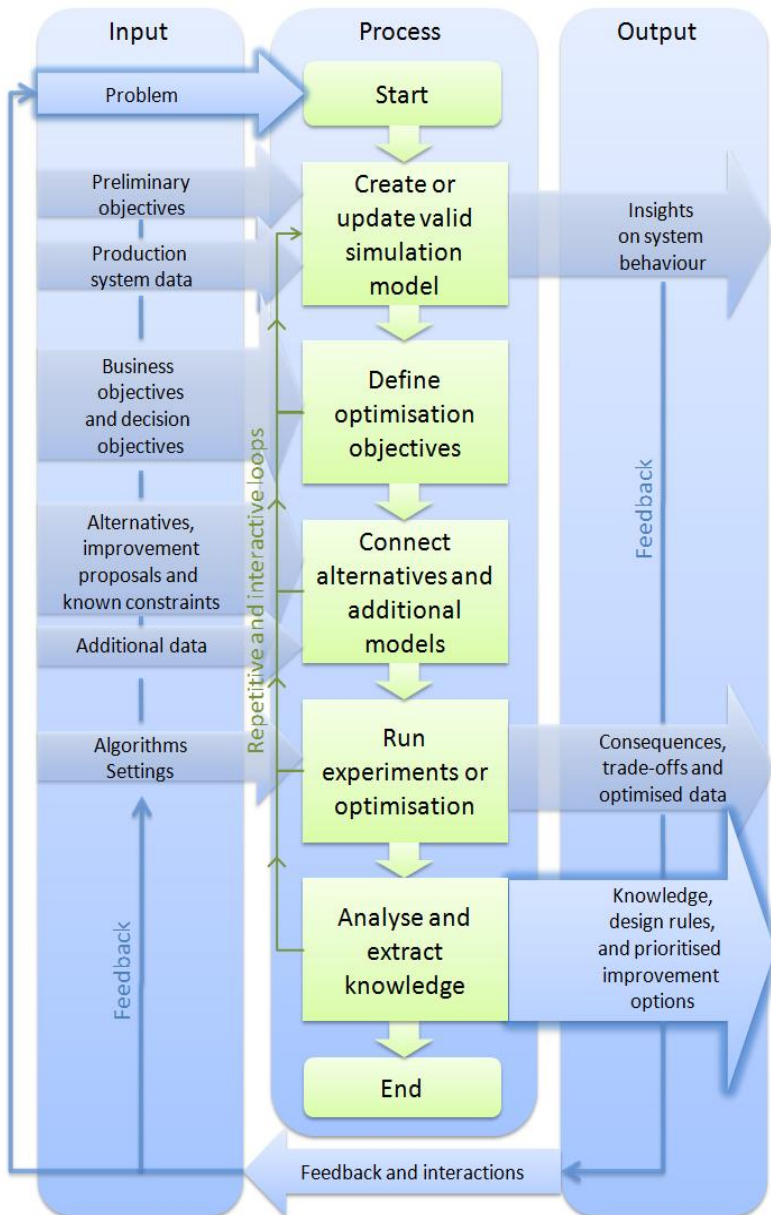 Input
Process
Output
Problem
Start
Preliminary
objectives
Production
system data
Create or
update valid
simulation
model
Insights
on system
behaviour
Business
objectives
and decision
objectives
Define
optimisation
objectives
Repetitive and interactive loops
Feedback
Alternatives,
improvement
proposals and
known constraints
Additional data
Connect
alternatives and
additional
models
Algorithms
Settings
Run
experiments or
optimisation
Consequences,
trade-offs and
optimised data
Feedback
Analyse and
extract
knowledge
Knowledge,
design rules,
and prioritised
improvement
options
End
Feedback and interactions